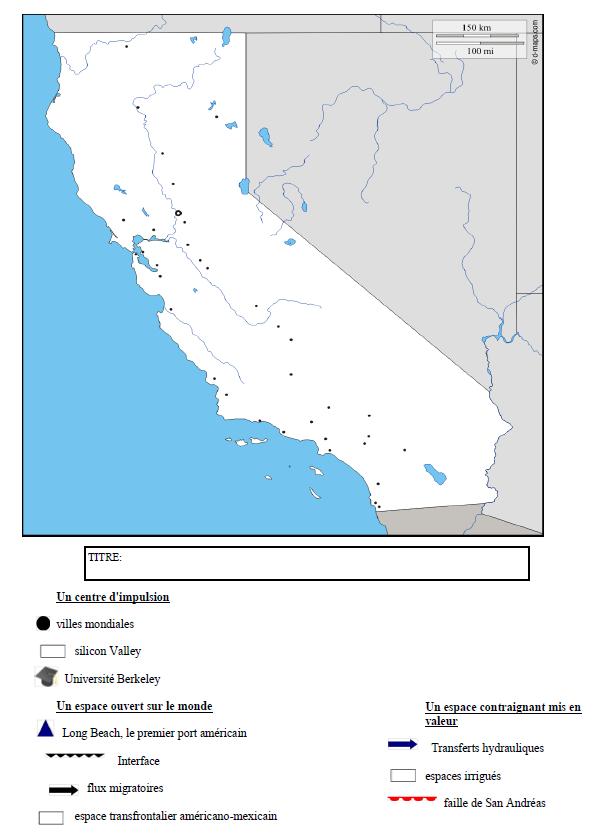 150 km
100 mi
© d-maps.com
TITRE:
Un centre d'impulsion
villes mondiales
silicon Valley
Université Berkeley
Un espace ouvert sur le monde
Long Beach, le premier port américain
Interface
flux migratoires
espace transfrontalier américano-mexicain
Un espace contraignant mis en
valeur
Transferts hydrauliques
espaces irrigués
faille de San Andréas